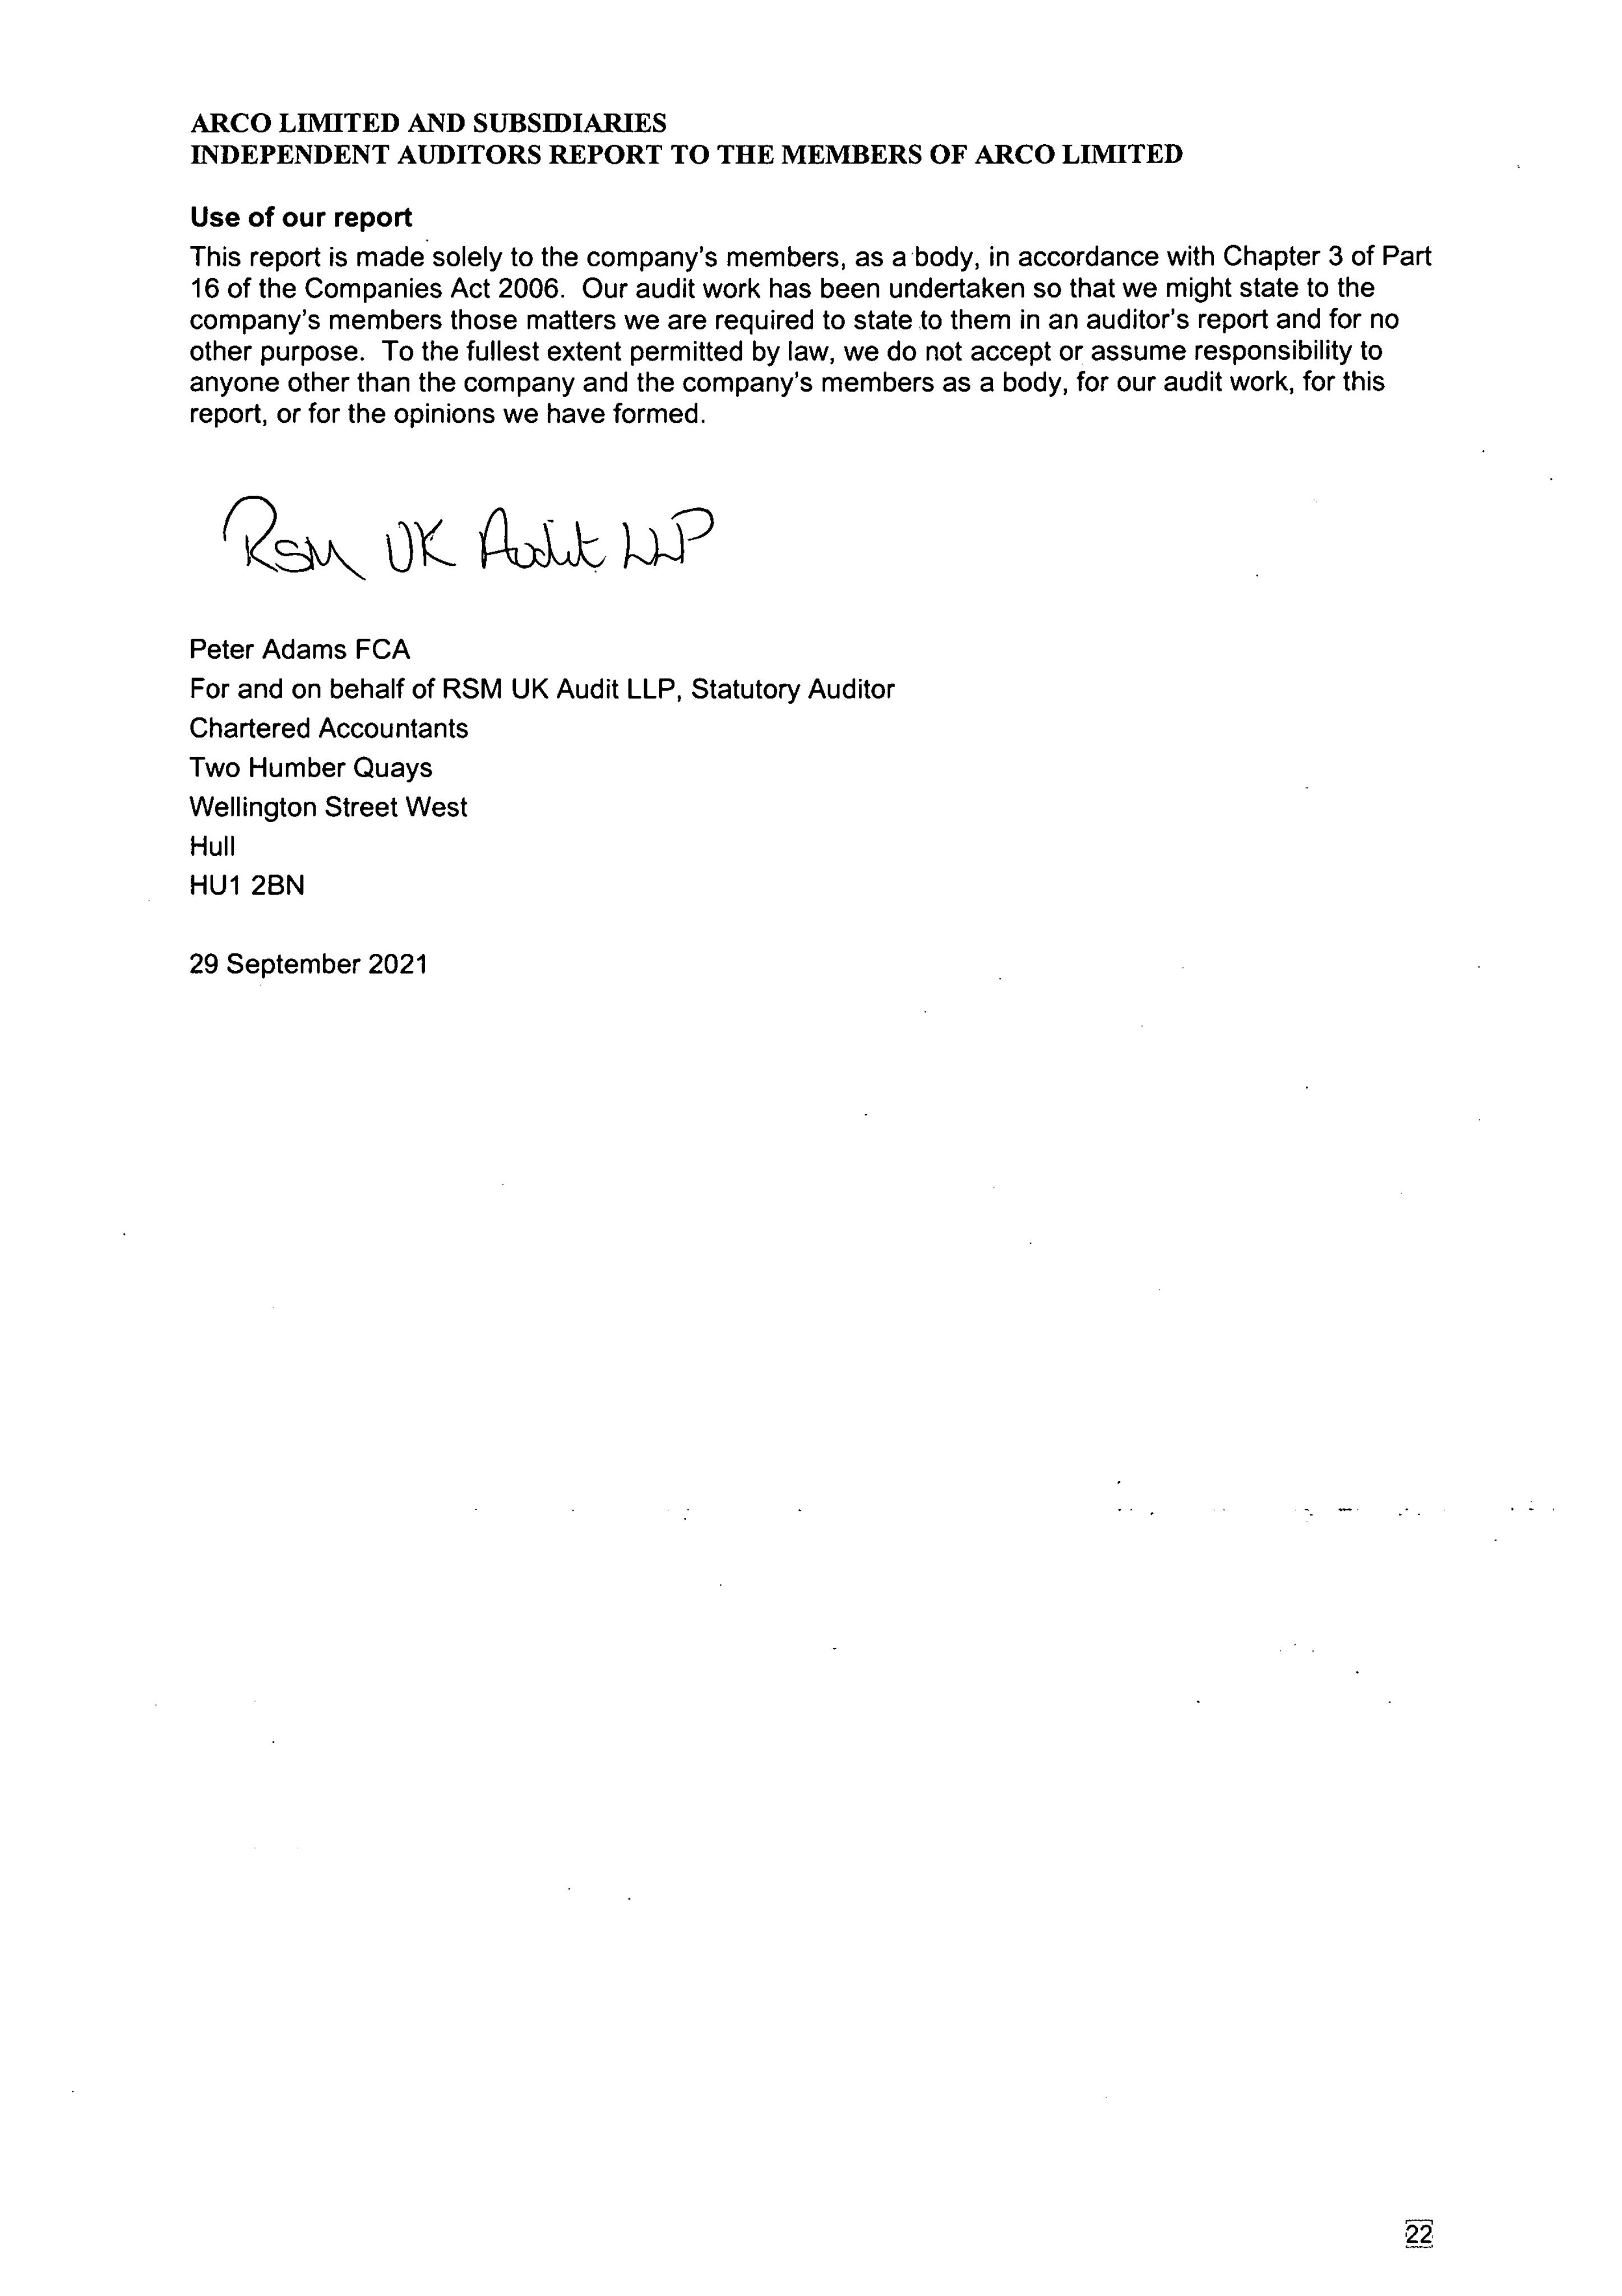 ARCO LIMITED AND SUBSIDIARIES
INDEPENDENT AUDITORS REPORT TO THE MEMBERS OF ARCO LIMITED
Use of our report
This report is made solely to the company's members, as a body, in accordance with Chapter 3 of Part
16 of the Companies Act 2006. Our audit work has been undertaken so that we might state to the
company's members those matters we are required to state to them in an auditor's report and for no
other purpose. To the fullest extent permitted by law, we do not accept or assume responsibility to
anyone other than the company and the company's members as a body, for our audit work, for this
report, or for the opinions we have formed.
RSM UK Audit LLP
Peter Adams FCA
For and on behalf of RSM UK Audit LLP, Statutory Auditor
Chartered Accountants
Two Humber Quays
Wellington Street West
Hull
HU1 2BN
29 September 2021
22